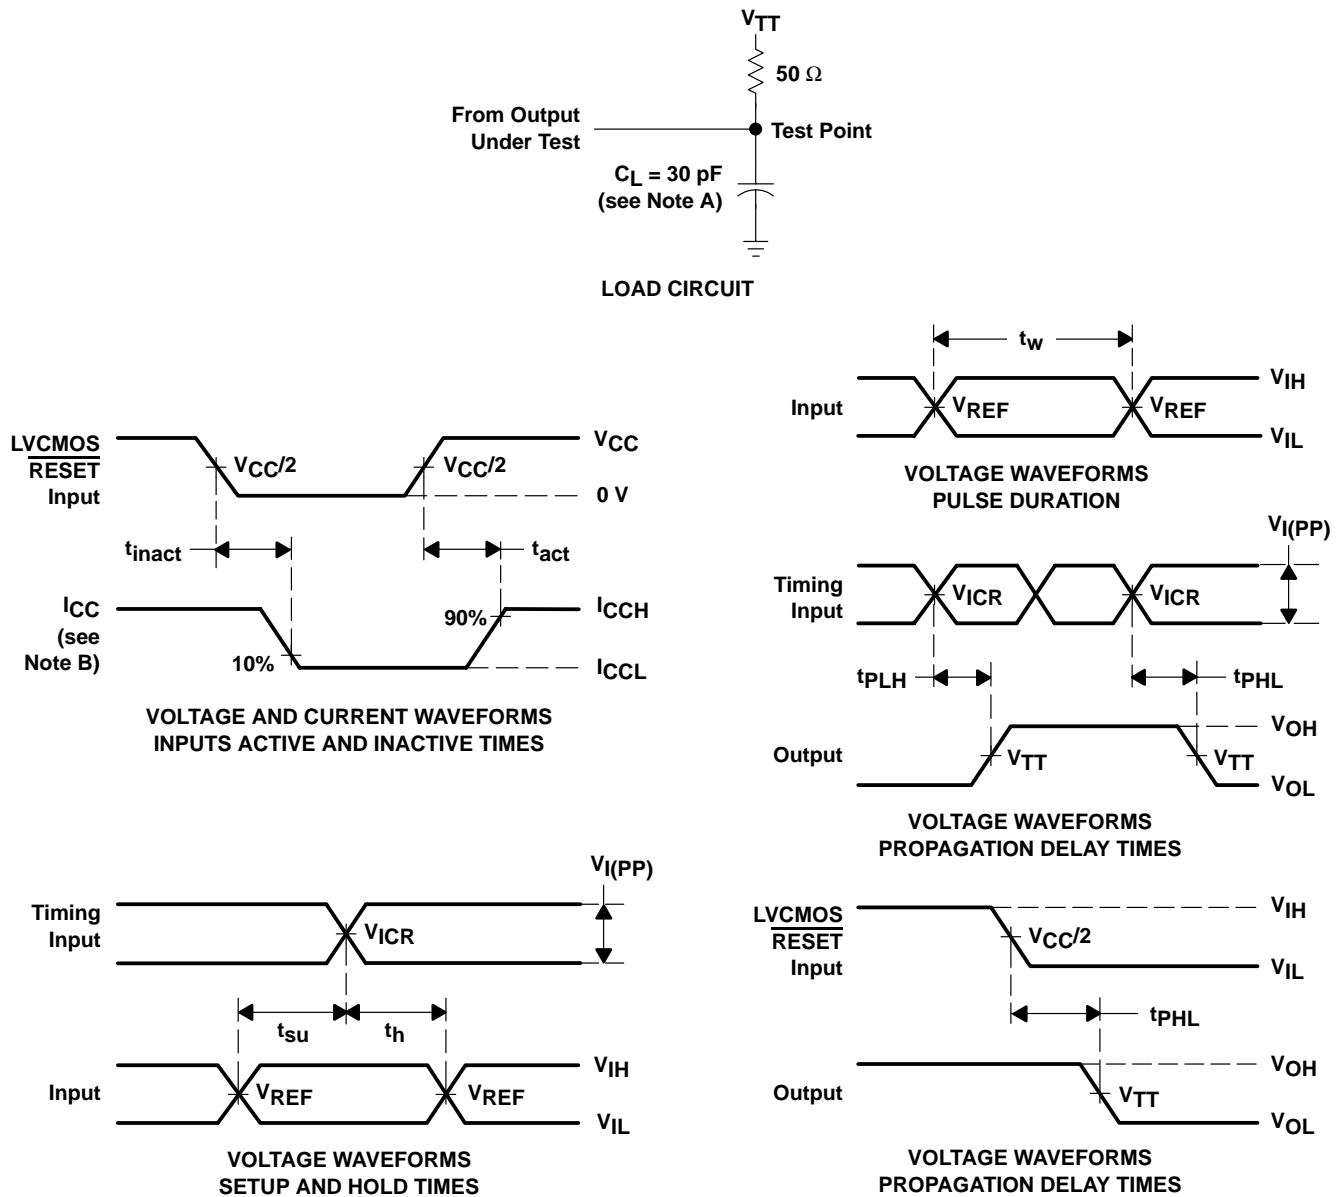 VTT
50 Ω
From Output
Under Test
Test Point
CL = 30 pF
(see Note A)
LOAD CIRCUIT
LVCMOS
RESET
Input
VCC/2
VCC/2
VCC
0 V
tinact
tact
ICC
(see
Note B)
10%
90%
ICCH
ICCL
VOLTAGE AND CURRENT WAVEFORMS
INPUTS ACTIVE AND INACTIVE TIMES
tw
Input
VREF
VREF
VIH
VIL
VOLTAGE WAVEFORMS
PULSE DURATION
VI(PP)
Timing
Input
VICR
VICR
tPLH
tPHL
Output
VTT
VTT
VOH
VOL
VOLTAGE WAVEFORMS
PROPAGATION DELAY TIMES
VI(PP)
Timing
Input
VICR
tsu
th
Input
VREF
VREF
VIH
VIL
VOLTAGE WAVEFORMS
SETUP AND HOLD TIMES
LVCMOS
RESET
Input
VCC/2
VIH
VIL
tPHL
Output
VTT
VOH
VOL
VOLTAGE WAVEFORMS
PROPAGATION DELAY TIMES